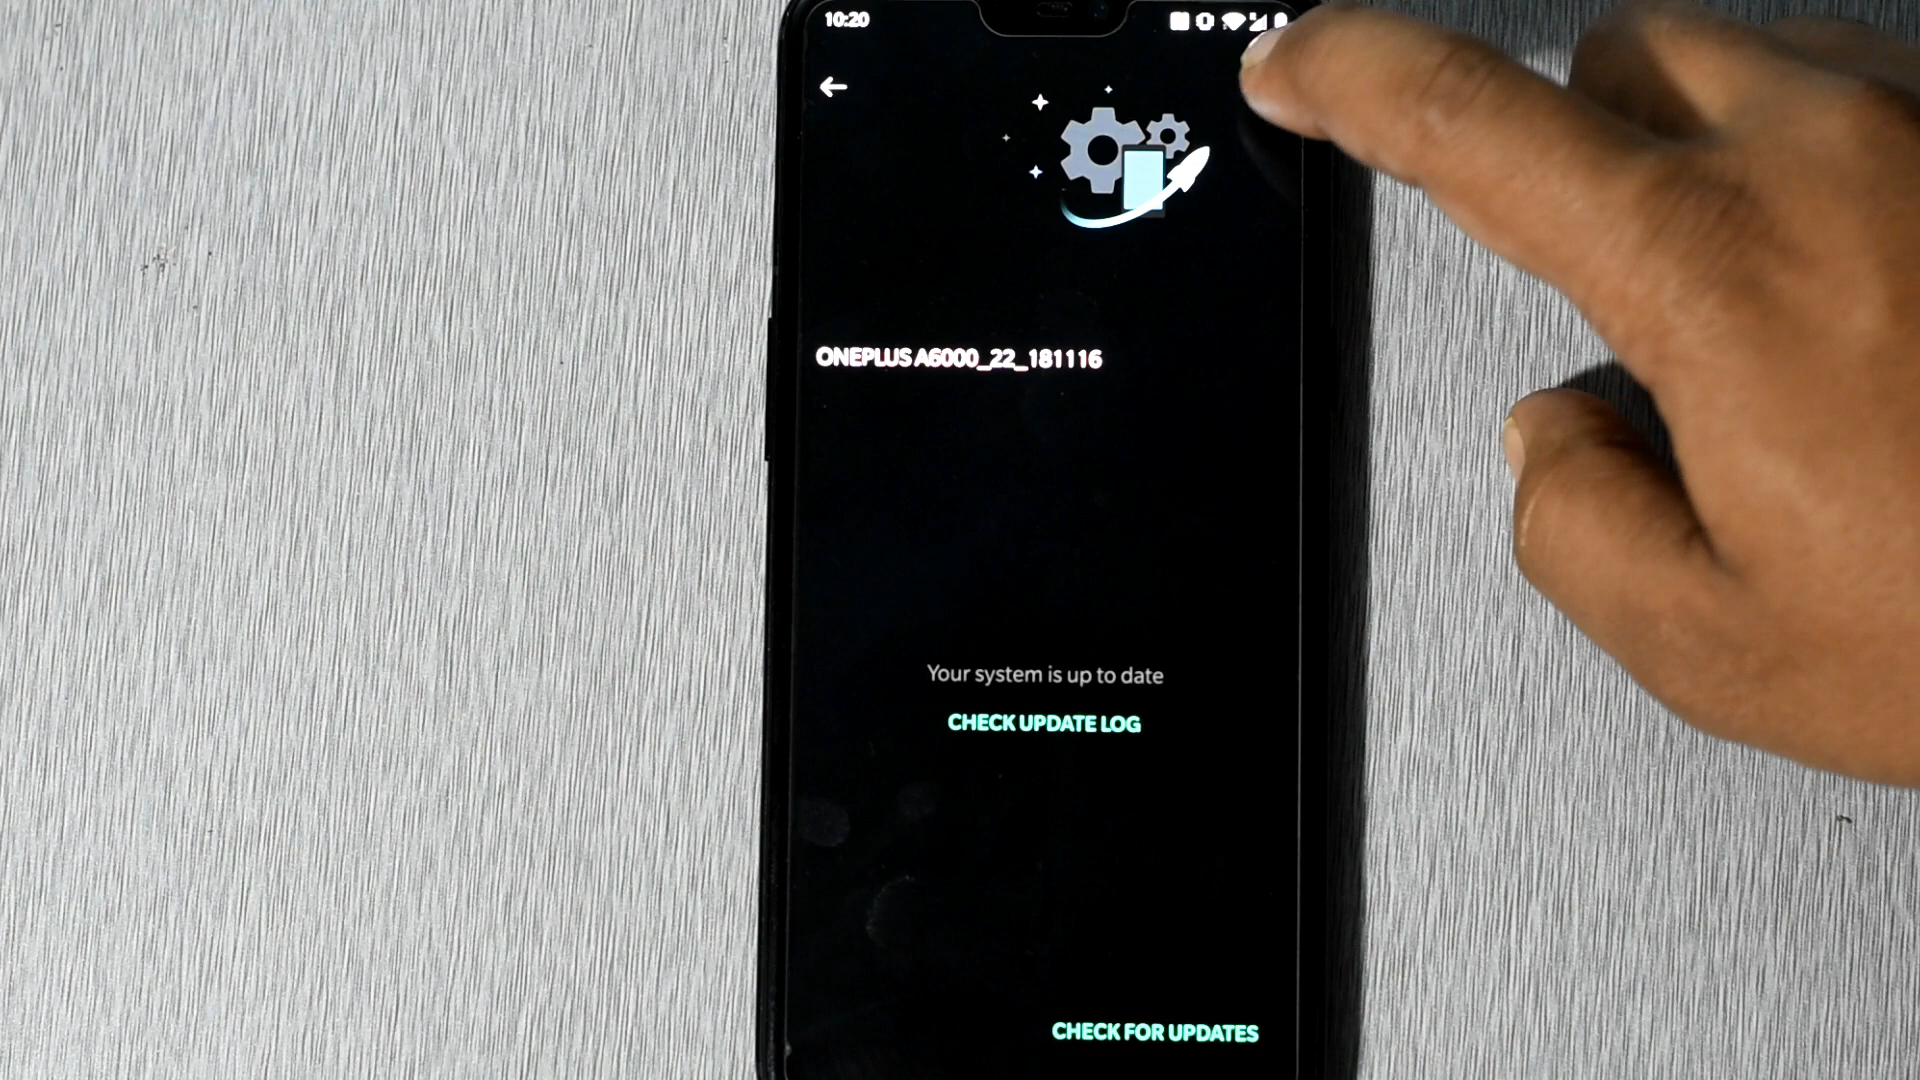 10:20
ONEPLUS A6000_22_181116
Your system is up to date
CHECK UPDATE LOG
CHECK FOR UPDATES